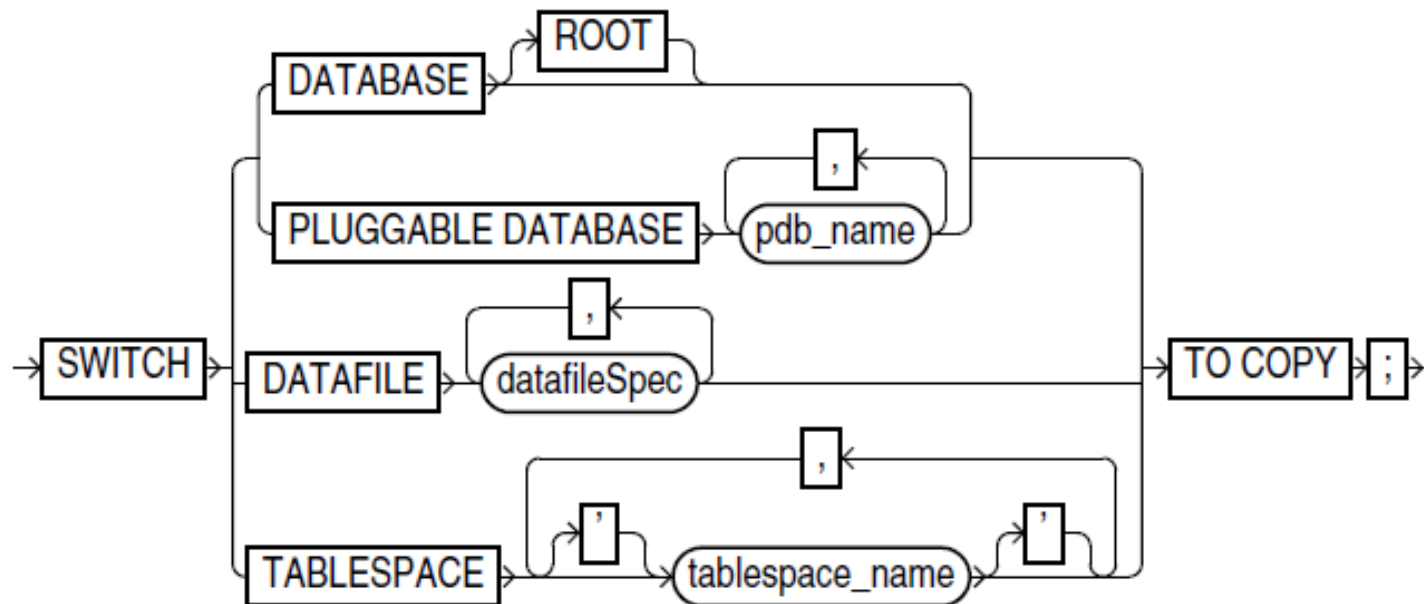 ROOT
DATABASE
,
PLUGGABLE DATABASE pdb_name
,
SWITCH DATAFILE datafileSpec TO COPY ;
,
' '
TABLESPACE tablespace_name